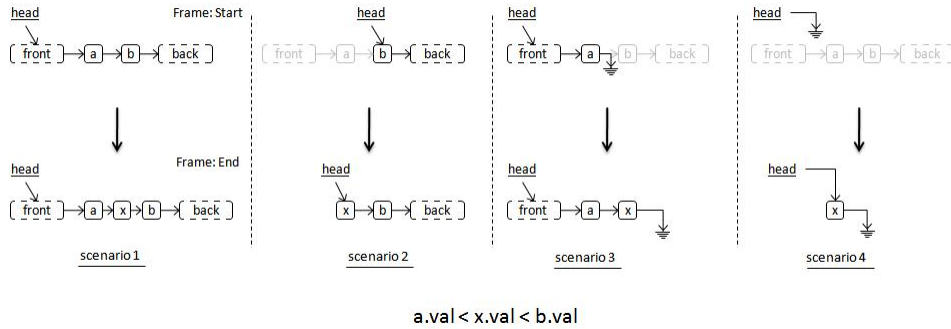 head Frame: Start head head head
front a b back front a b back front a b back front a b back
Frame: End
head head head head
front a x b back x b back front a x x
scenario 1 scenario 2 scenario 3 scenario 4
a.val < x.val < b.val